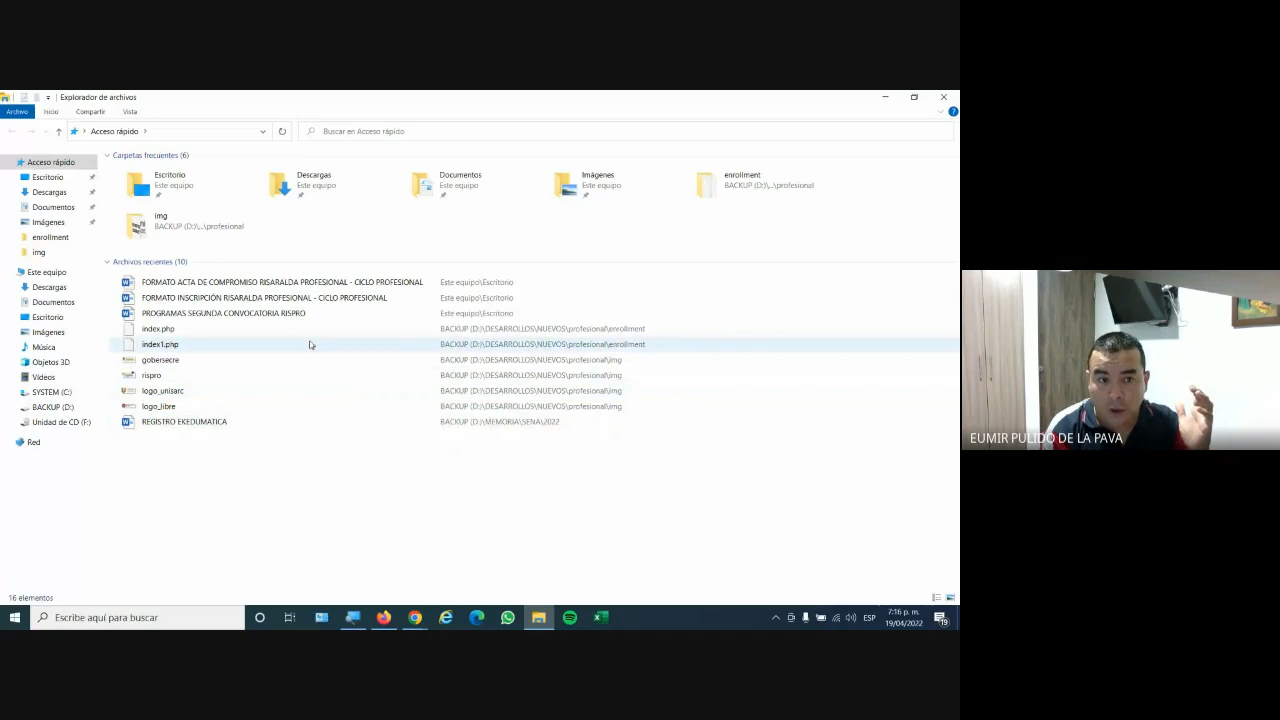 Explorador de archivos
Archivo Inicio Compartir Vista
Acceso rápido
Buscar en Acceso rápido
Acceso rápido
Escritorio
Descargas
Documentos
Imágenes
enrollment
img
Este equipo
Descargas
Documentos
Escritorio
Imágenes
Música
Objetos 3D
Vídeos
SYSTEM (C:)
BACKUP (D:)
Unidad de CD (F:)
Red
Carpetas frecuentes (6)
Escritorio
Este equipo
Descargas
Este equipo
Documentos
Este equipo
Imágenes
Este equipo
enrollment
BACKUP (D:)\...\profesional
img
BACKUP (D:)\...\profesional
Archivos recientes (10)
FORMATO ACTA DE COMPROMISO RISARALDA PROFESIONAL - CICLO PROFESIONAL Este equipo\Escritorio
FORMATO INSCRIPCIÓN RISARALDA PROFESIONAL - CICLO PROFESIONAL Este equipo\Escritorio
PROGRAMAS SEGUNDA CONVOCATORIA RISPRO Este equipo\Escritorio
index.php BACKUP (D:)\DESARROLLOS\NUEVOS\profesional\enrollment
index1.php BACKUP (D:)\DESARROLLOS\NUEVOS\profesional\enrollment
gobersecre BACKUP (D:)\DESARROLLOS\NUEVOS\profesional\img
rispro BACKUP (D:)\DESARROLLOS\NUEVOS\profesional\img
logo_unisarc BACKUP (D:)\DESARROLLOS\NUEVOS\profesional\img
logo_libre BACKUP (D:)\DESARROLLOS\NUEVOS\profesional\img
REGISTRO EKEDUMATICA BACKUP (D:)\MEMORIA\SENA\2022
16 elementos
Escribe aquí para buscar
ESP
7:16 p. m.
19/04/2022
19
EUMIR PULIDO DE LA PAVA